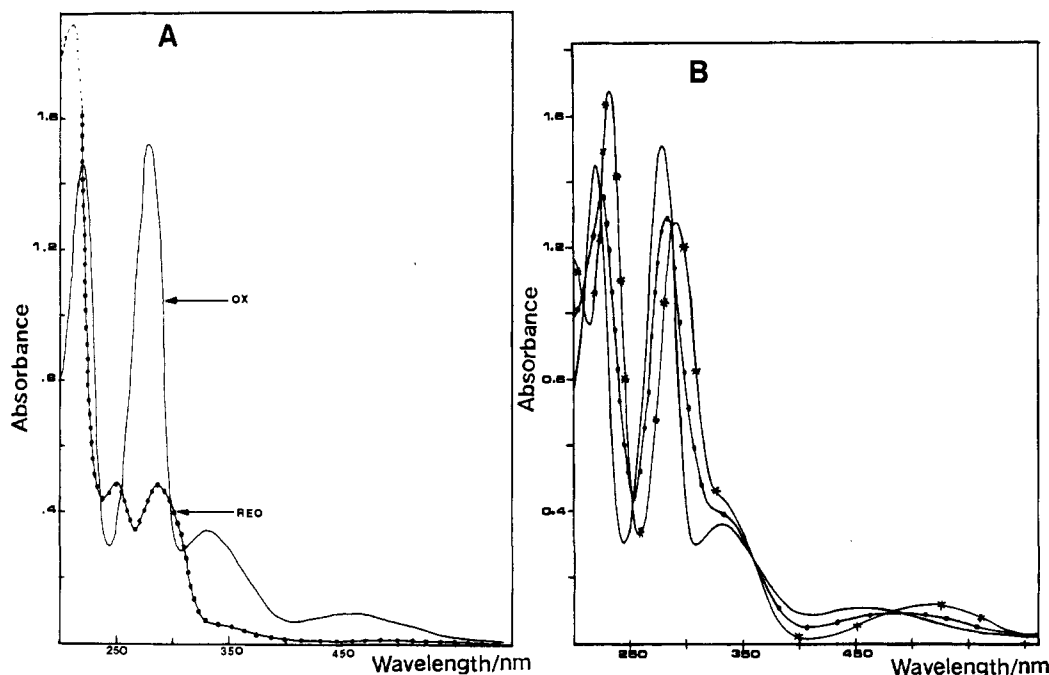 A
1.6
1.2
.8
.4
Absorbance
OX
RED
250
350
450
Wavelength/nm
B
1.6
1.2
0.8
0.4
Absorbance
250
350
450
Wavelength/nm